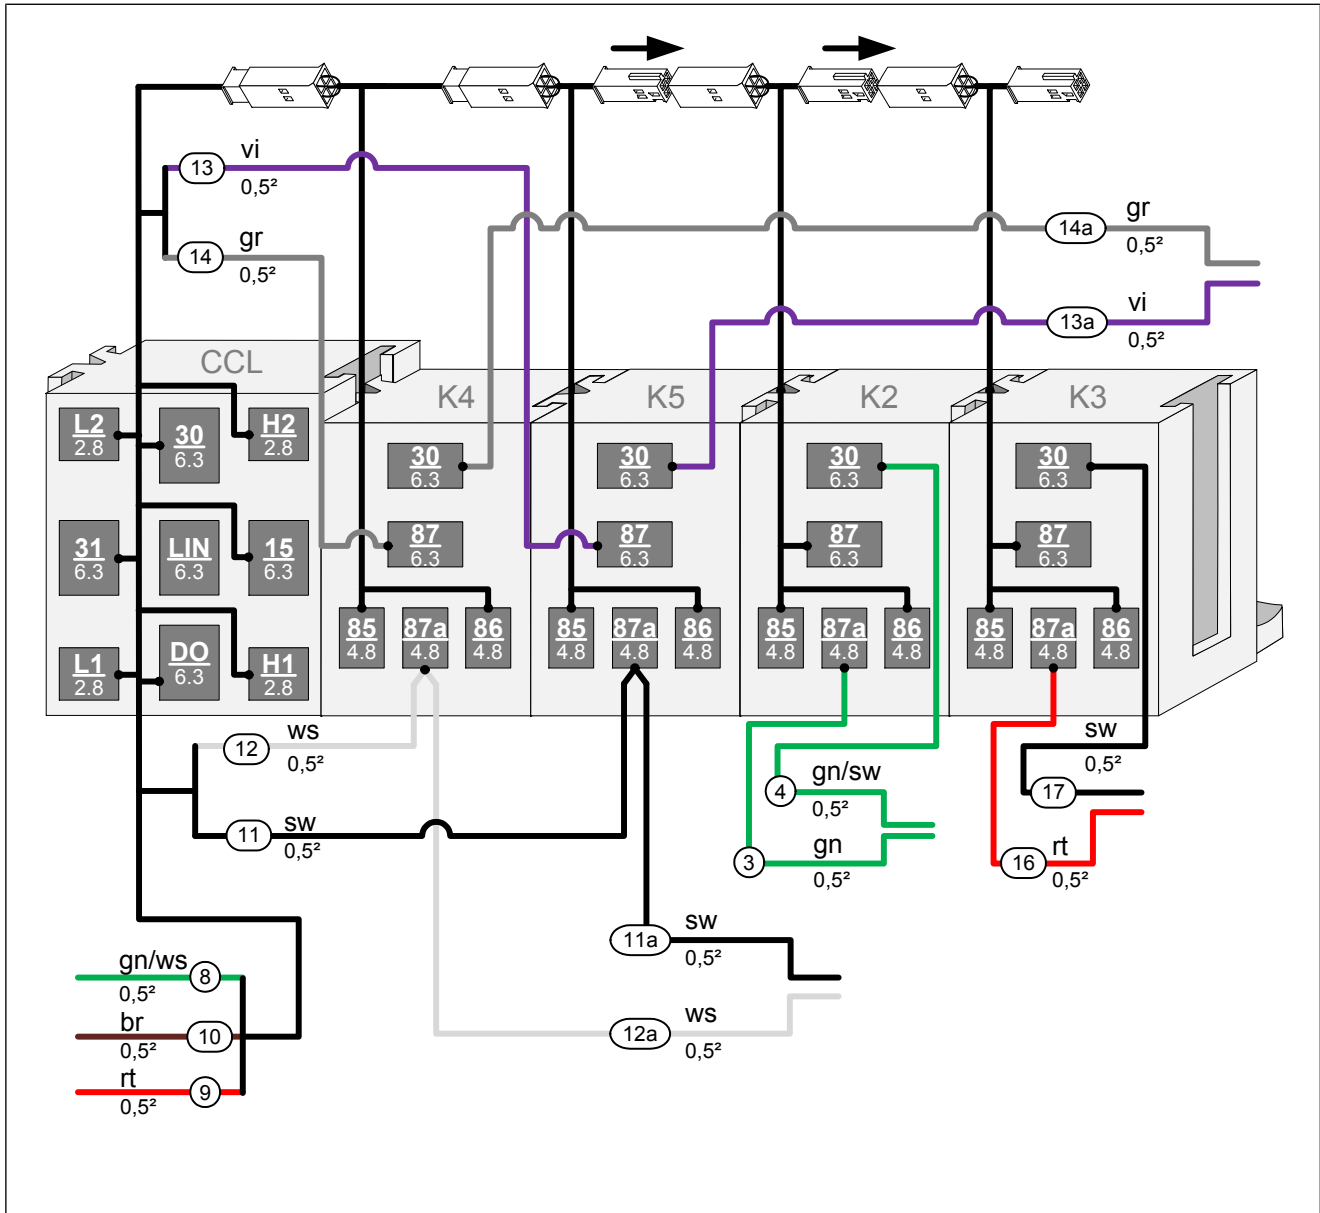 13 vi
0,5²
14 gr
0,5²
14a gr
0,5²
13a vi
0,5²
CCL
K4
K5
K2
K3
L2
2.8
30
6.3
H2
2.8
31
6.3
LIN
6.3
15
6.3
L1
2.8
DO
6.3
H1
2.8
30
6.3
87
6.3
85
4.8
87a
4.8
86
4.8
30
6.3
87
6.3
85
4.8
87a
4.8
86
4.8
30
6.3
87
6.3
85
4.8
87a
4.8
86
4.8
30
6.3
87
6.3
85
4.8
87a
4.8
86
4.8
12 ws
0,5²
11 sw
0,5²
4 gn/sw
0,5²
3 gn
0,5²
sw
0,5²
17
16 rt
0,5²
11a sw
0,5²
12a ws
0,5²
gn/ws 8
0,5²
br 10
0,5²
rt 9
0,5²